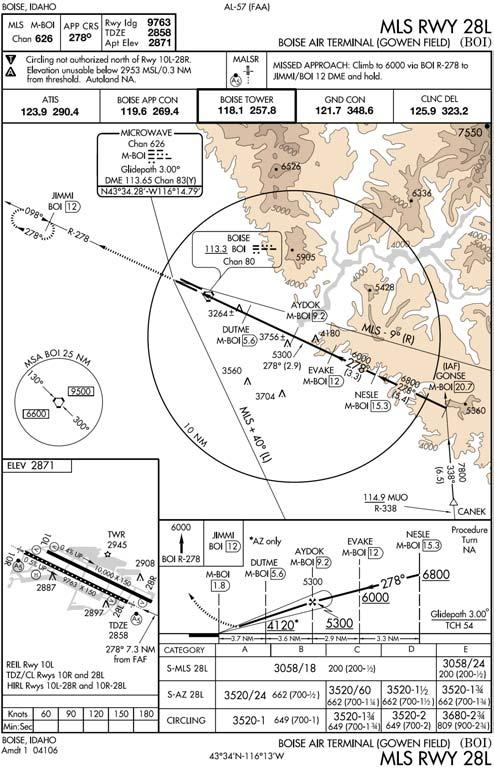 BOISE, IDAHO
AL-57 (FAA)
MLS RWY 28L
BOISE AIR TERMINAL (GOWEN FIELD) (BOI)
MLS M-BOI
Chan 626
APP CRS
278°
Rwy ldg 9763
TDZE 2858
Apt Elev 2871
T Circling not authorized north of Rwy 10L-28R.
A Elevation unusable below 2953 MSL/0.3 NM
from threshold. Autoland NA.
MALSR
A5
MISSED APPROACH: Climb to 6000 via BOI R-278 to
JIMMI/BOI 12 DME and hold.
ATIS
123.9 290.4
BOISE APP CON
119.6 269.4
BOISE TOWER
118.1 257.8
GND CON
121.7 348.6
CLNC DEL
125.9 323.2
MICROWAVE
Chan 626
M-BOI
Glidepath 3.00°
DME 113.65 Chan 83(Y)
N43°34.28'-W116°14.79'
7550
6526
6336
6000
5000
4000
JIMMI
BOI 12
098°
278°
R-278
BOISE
113.3 BOI
Chan 80
5905
5428
4000
3264±
AYDOK
M-BOI 9.2
MLS - 9° (R)
DUTME
M-BOI 5.6
3756±
4180
5300
278° (2.9)
EVAKE
M-BOI 12
6000
278°
(3.3)
NESLE
M-BOI 15.3
6800
278°
(5.4)
(IAF)
GONSE
M-BOI 20.7
5360
3560
3704
MLS + 40° (L)
10 NM
MSA BOI 25 NM
130°
9500
6600
300°
7800
338°
(6.5)
114.9 MUO
R-338
CANEK
ELEV 2871
TWR
2945
2908
10L
10R
0.4% UP
10,000 X 150
0.5% UP
9763 X 150
28R
28L
2887
2897
TDZE
2858
278° 7.3 NM
from FAF
REIL Rwy 10L
TDZ/CL Rwys 10R and 28L
HIRL Rwys 10L-28R and 10R-28L
Knots 60 90 120 150 180
Min:Sec
6000
BOI R-278
JIMMI
BOI 12
*AZ only
M-BOI
1.8
DUTME
M-BOI 5.6
AYDOK
M-BOI 9.2
5300
EVAKE
M-BOI 12
NESLE
M-BOI 15.3
Procedure
Turn
NA
278°
6800
6000
5300
4120*
Glidepath 3.00°
TCH 54
3.7 NM 3.6 NM 2.9 NM 3.3 NM
CATEGORY A B C D E
S-MLS 28L 3058/18 200 (200-½) 3058/24 200 (200-½)
S-AZ 28L 3520/24 662 (700-½) 3520/60 662 (700-1¼) 3520-1½ 662 (700-1½) 3520-1¾ 662 (700-1¾)
CIRCLING 3520-1 649 (700-1) 3520-1¾ 649 (700-1¾) 3520-2 649 (700-2) 3680-2¾ 809 (900-2¾)
BOISE, IDAHO
Amdt 1 04106
43°34'N-116°13'W
BOISE AIR TERMINAL (GOWEN FIELD) (BOI)
MLS RWY 28L